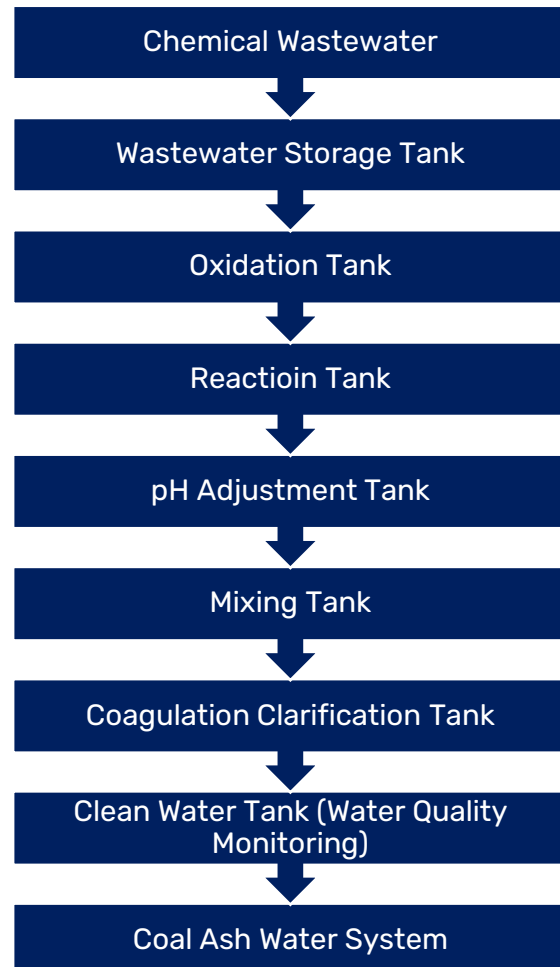 Chemical Wastewater
Wastewater Storage Tank
Oxidation Tank
Reactioin Tank
pH Adjustment Tank
Mixing Tank
Coagulation Clarification Tank
Clean Water Tank (Water Quality
Monitoring)
Coal Ash Water System